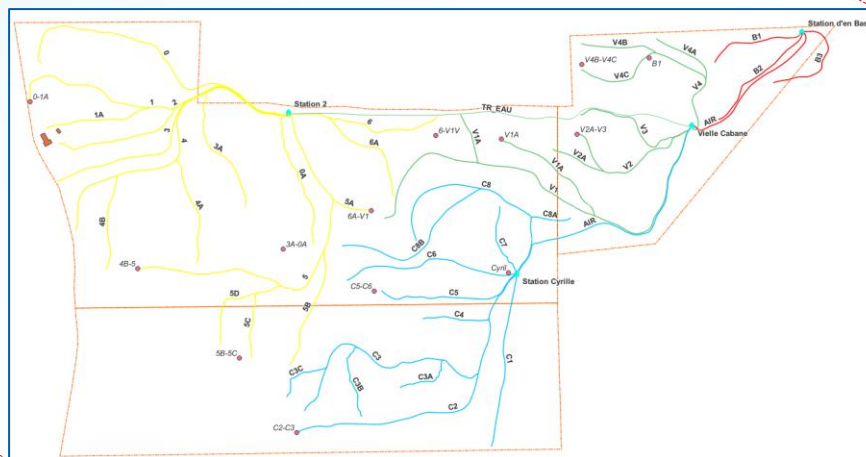 Station d'en Bas
B1
V4A
V4B
0
V4B-V4C
B1
B2
B3
V4C
V4
0-1A
1
2
Station 2
TR_EAU
AIR
1A
6
Vielle Cabane
3
6-V1V
V1A
V1A
V2A-V3
V3
4
3A
6A
V2A
V2
V1A
0A
V1
C8
4A
5A
6A-V1
C8A
AIR
4B
C7
3A-0A
C8B
C6
4B-5
Cyril
Station Cyrille
5
C5-C6
C5
5D
5B
C4
5C
5B-5C
C3
C1
C3C
C3A
C3B
C2
C2-C3